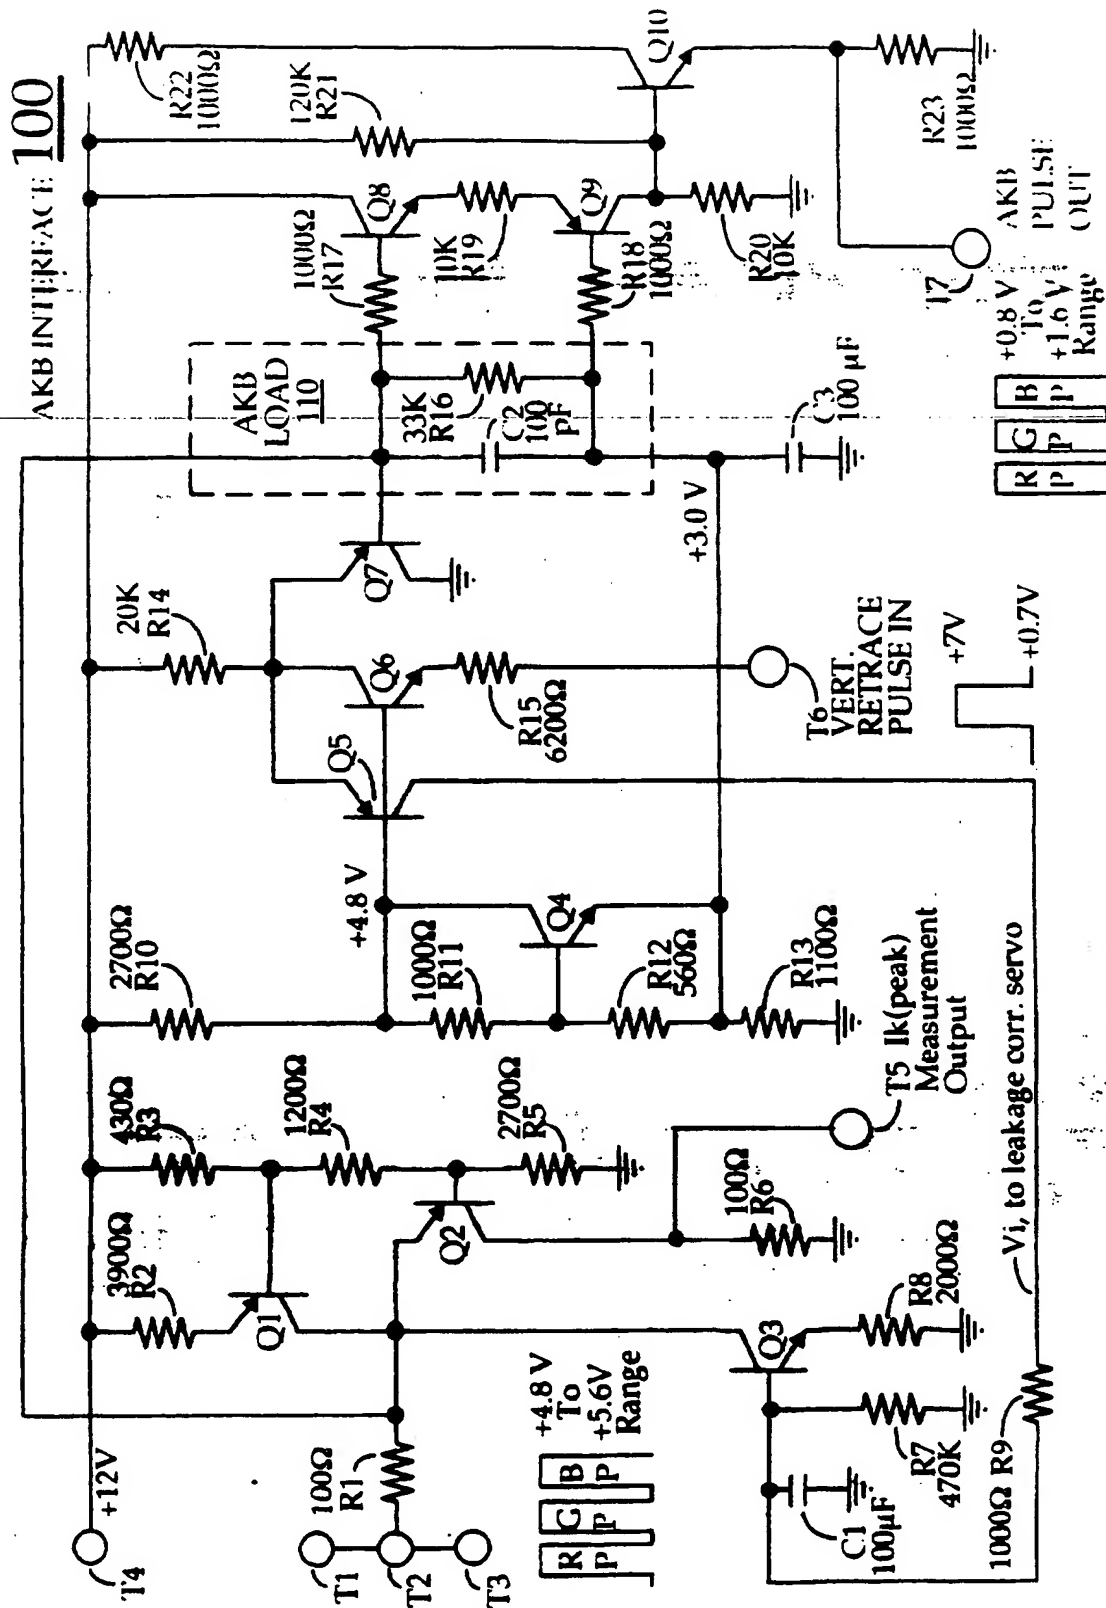 AKB INTERFACE 100
T4
+12V
3900Ω
R2
430Ω
R3
1200Ω
R4
2700Ω
R5
2700Ω
R10
1000Ω
R11
560Ω
R12
1100Ω
R13
+4.8 V
20K
R14
Q5
Q6
Q7
Q4
R15
6200Ω
AKB
LOAD
110
33K
R16
C2
100
PF
1000Ω
R17
Q8
10K
R19
Q9
R18
1000Ω
R20
10K
120K
R21
R22
1000Ω
Q10
R23
1000Ω
T1
T2
T3
100Ω
R1
Q1
Q2
Q3
100Ω
R6
R8
2000Ω
R7
470K
C1
100µF
1000Ω R9
R G B
P P P
+4.8 V
To
+5.6V
Range
T5 Ik(peak)
Measurement
Output
Vi, to leakage corr. servo
T6
VERT.
RETRACE
PULSE IN
+7V
+0.7V
+3.0 V
C3
100 µF
T7
AKB
PULSE
OUT
R G B
P P P
+0.8 V
To
+1.6 V
Range